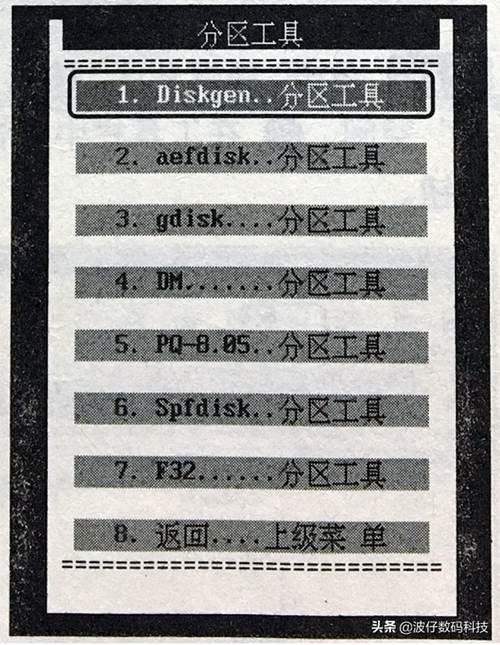 分区工具
1. Diskgen..分区工具
2. aefdisk..分区工具
3. gdisk....分区工具
4. DM.......分区工具
5. PQ-8.05..分区工具
6. Spfdisk..分区工具
7. F32......分区工具
8. 返回....上级菜 单
头条 @波仔数码科技